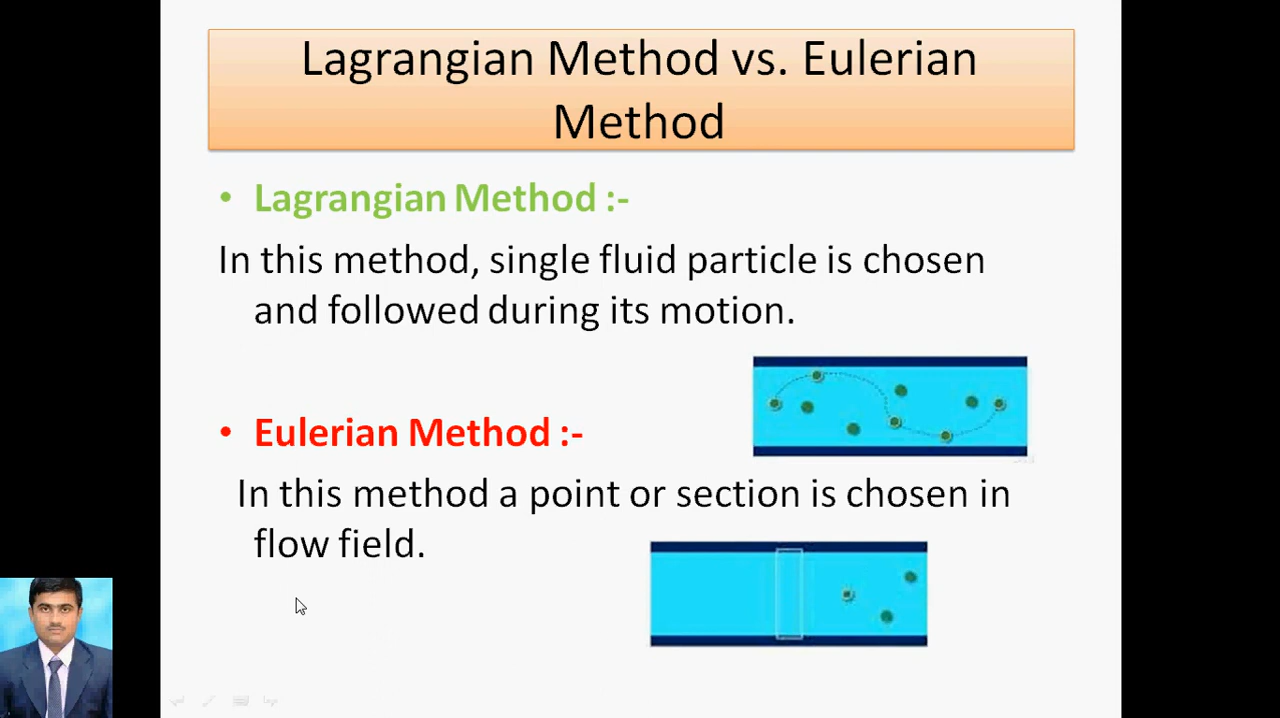 Lagrangian Method vs. Eulerian
Method
• Lagrangian Method :-
In this method, single fluid particle is chosen
and followed during its motion.
• Eulerian Method :-
In this method a point or section is chosen in
flow field.